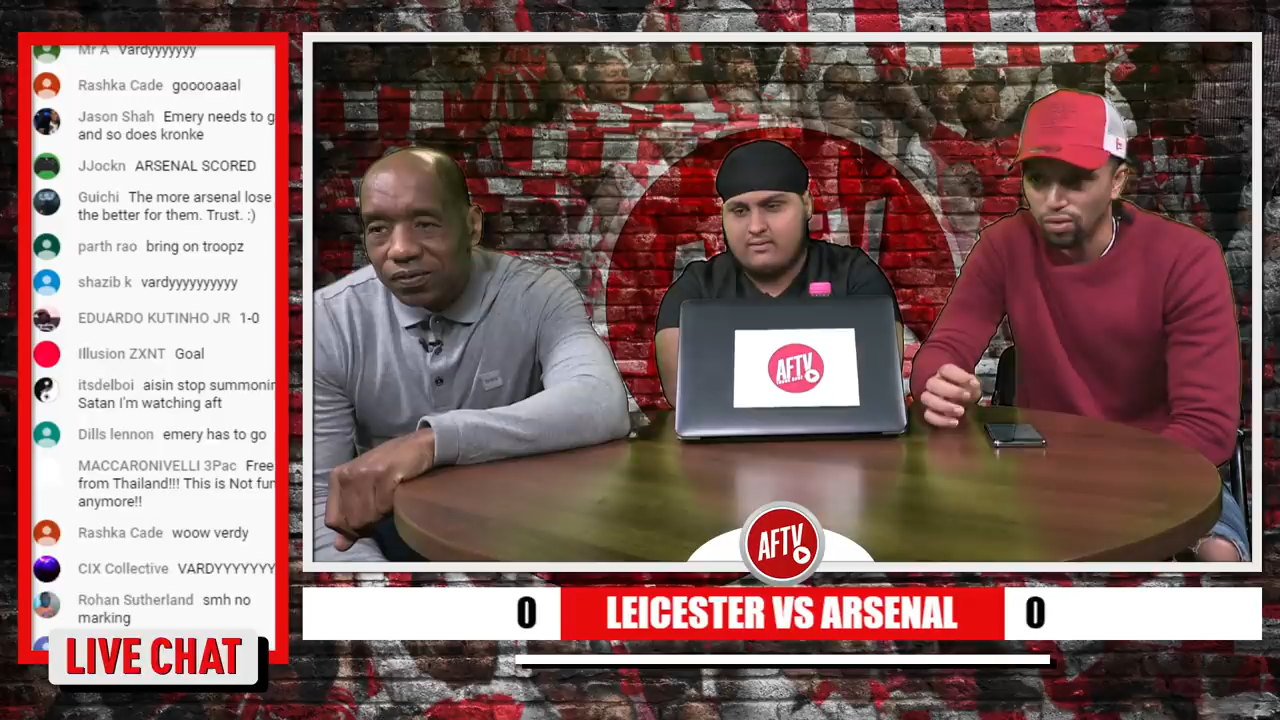 Mr A Vardyyyyyyy
Rashka Cade gooooaaal
Jason Shah Emery needs to g
and so does kronke
JJockn ARSENAL SCORED
Guichi The more arsenal lose
the better for them. Trust. :)
parth rao bring on troopz
shazib k vardyyyyyyyyyy
EDUARDO KUTINHO JR 1-0
Illusion ZXNT Goal
itsdelboi aisin stop summonin
Satan I'm watching aft
Dills lennon emery has to go
MACCARONIVELLI 3Pac Free
from Thailand!!! This is Not fun
anymore!!
Rashka Cade woow verdy
CIX Collective VARDYYYYYYY
Rohan Sutherland smh no
marking
LIVE CHAT
AFTV
AFTV
0 LEICESTER VS ARSENAL 0